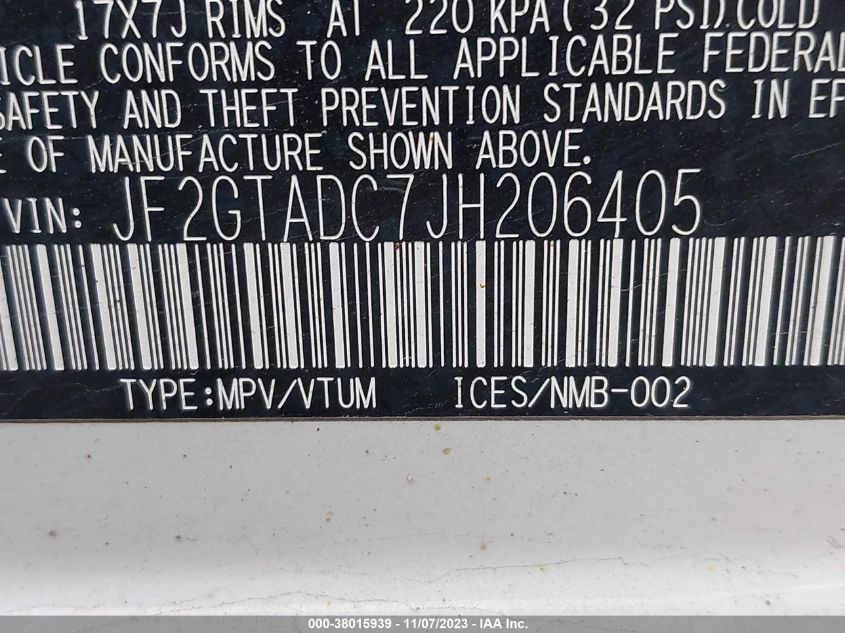 17X7J RIMS AT 220 KPA ( 32 PSI) COLD
ICLE CONFORMS TO ALL APPLICABLE FEDERAL
SAFETY AND THEFT PREVENTION STANDARDS IN EF
E OF MANUFACTURE SHOWN ABOVE.
VIN: JF2GTADC7JH206405
TYPE:MPV/VTUM ICES/NMB-002
000-38015939 - 11/07/2023 - IAA Inc.